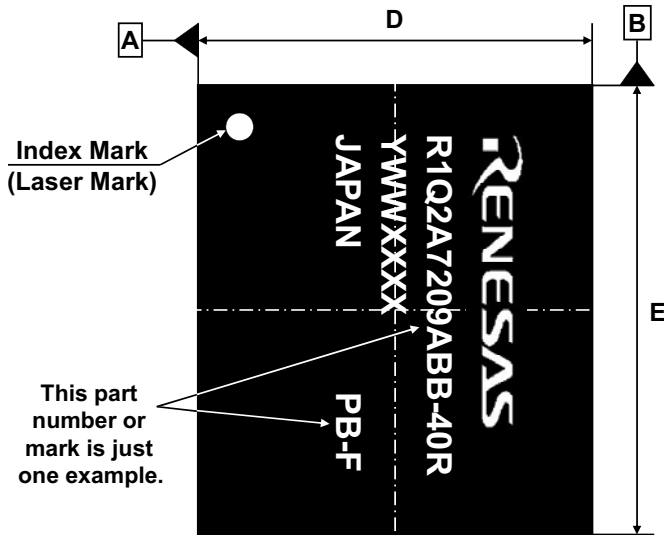 A
D
B
Index Mark
(Laser Mark)
RENESAS
R1Q2A7209ABB-40R
YWWXXXX
JAPAN
PB-F
E
This part
number or
mark is just
one example.